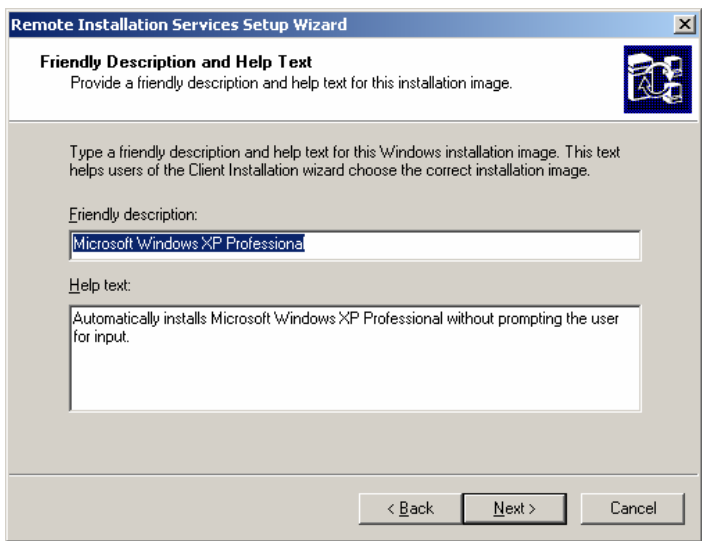 Remote Installation Services Setup Wizard
Friendly Description and Help Text
Provide a friendly description and help text for this installation image.
Type a friendly description and help text for this Windows installation image. This text
helps users of the Client Installation wizard choose the correct installation image.
Friendly description:
Microsoft Windows XP Professional
Help text:
Automatically installs Microsoft Windows XP Professional without prompting the user
for input.
< Back
Next >
Cancel